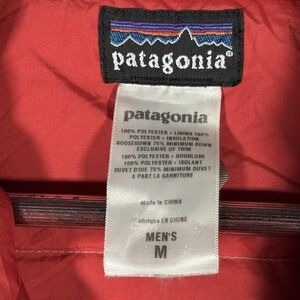 patagonia®
patagonia
100% POLYESTER • LINING 100%
POLYESTER • INSULATION
GOOSEDOWN 75% MINIMUM DOWN
EXCLUSIVE OF TRIM
100% POLYESTER • DOUBLURE
100% POLYESTER • ISOLANT
DUVET D'OIE 75% MINIMUM DUVET
A PART LA GARNITURE
Made in CHINA
Fabrique EN CHINE
MEN'S
M